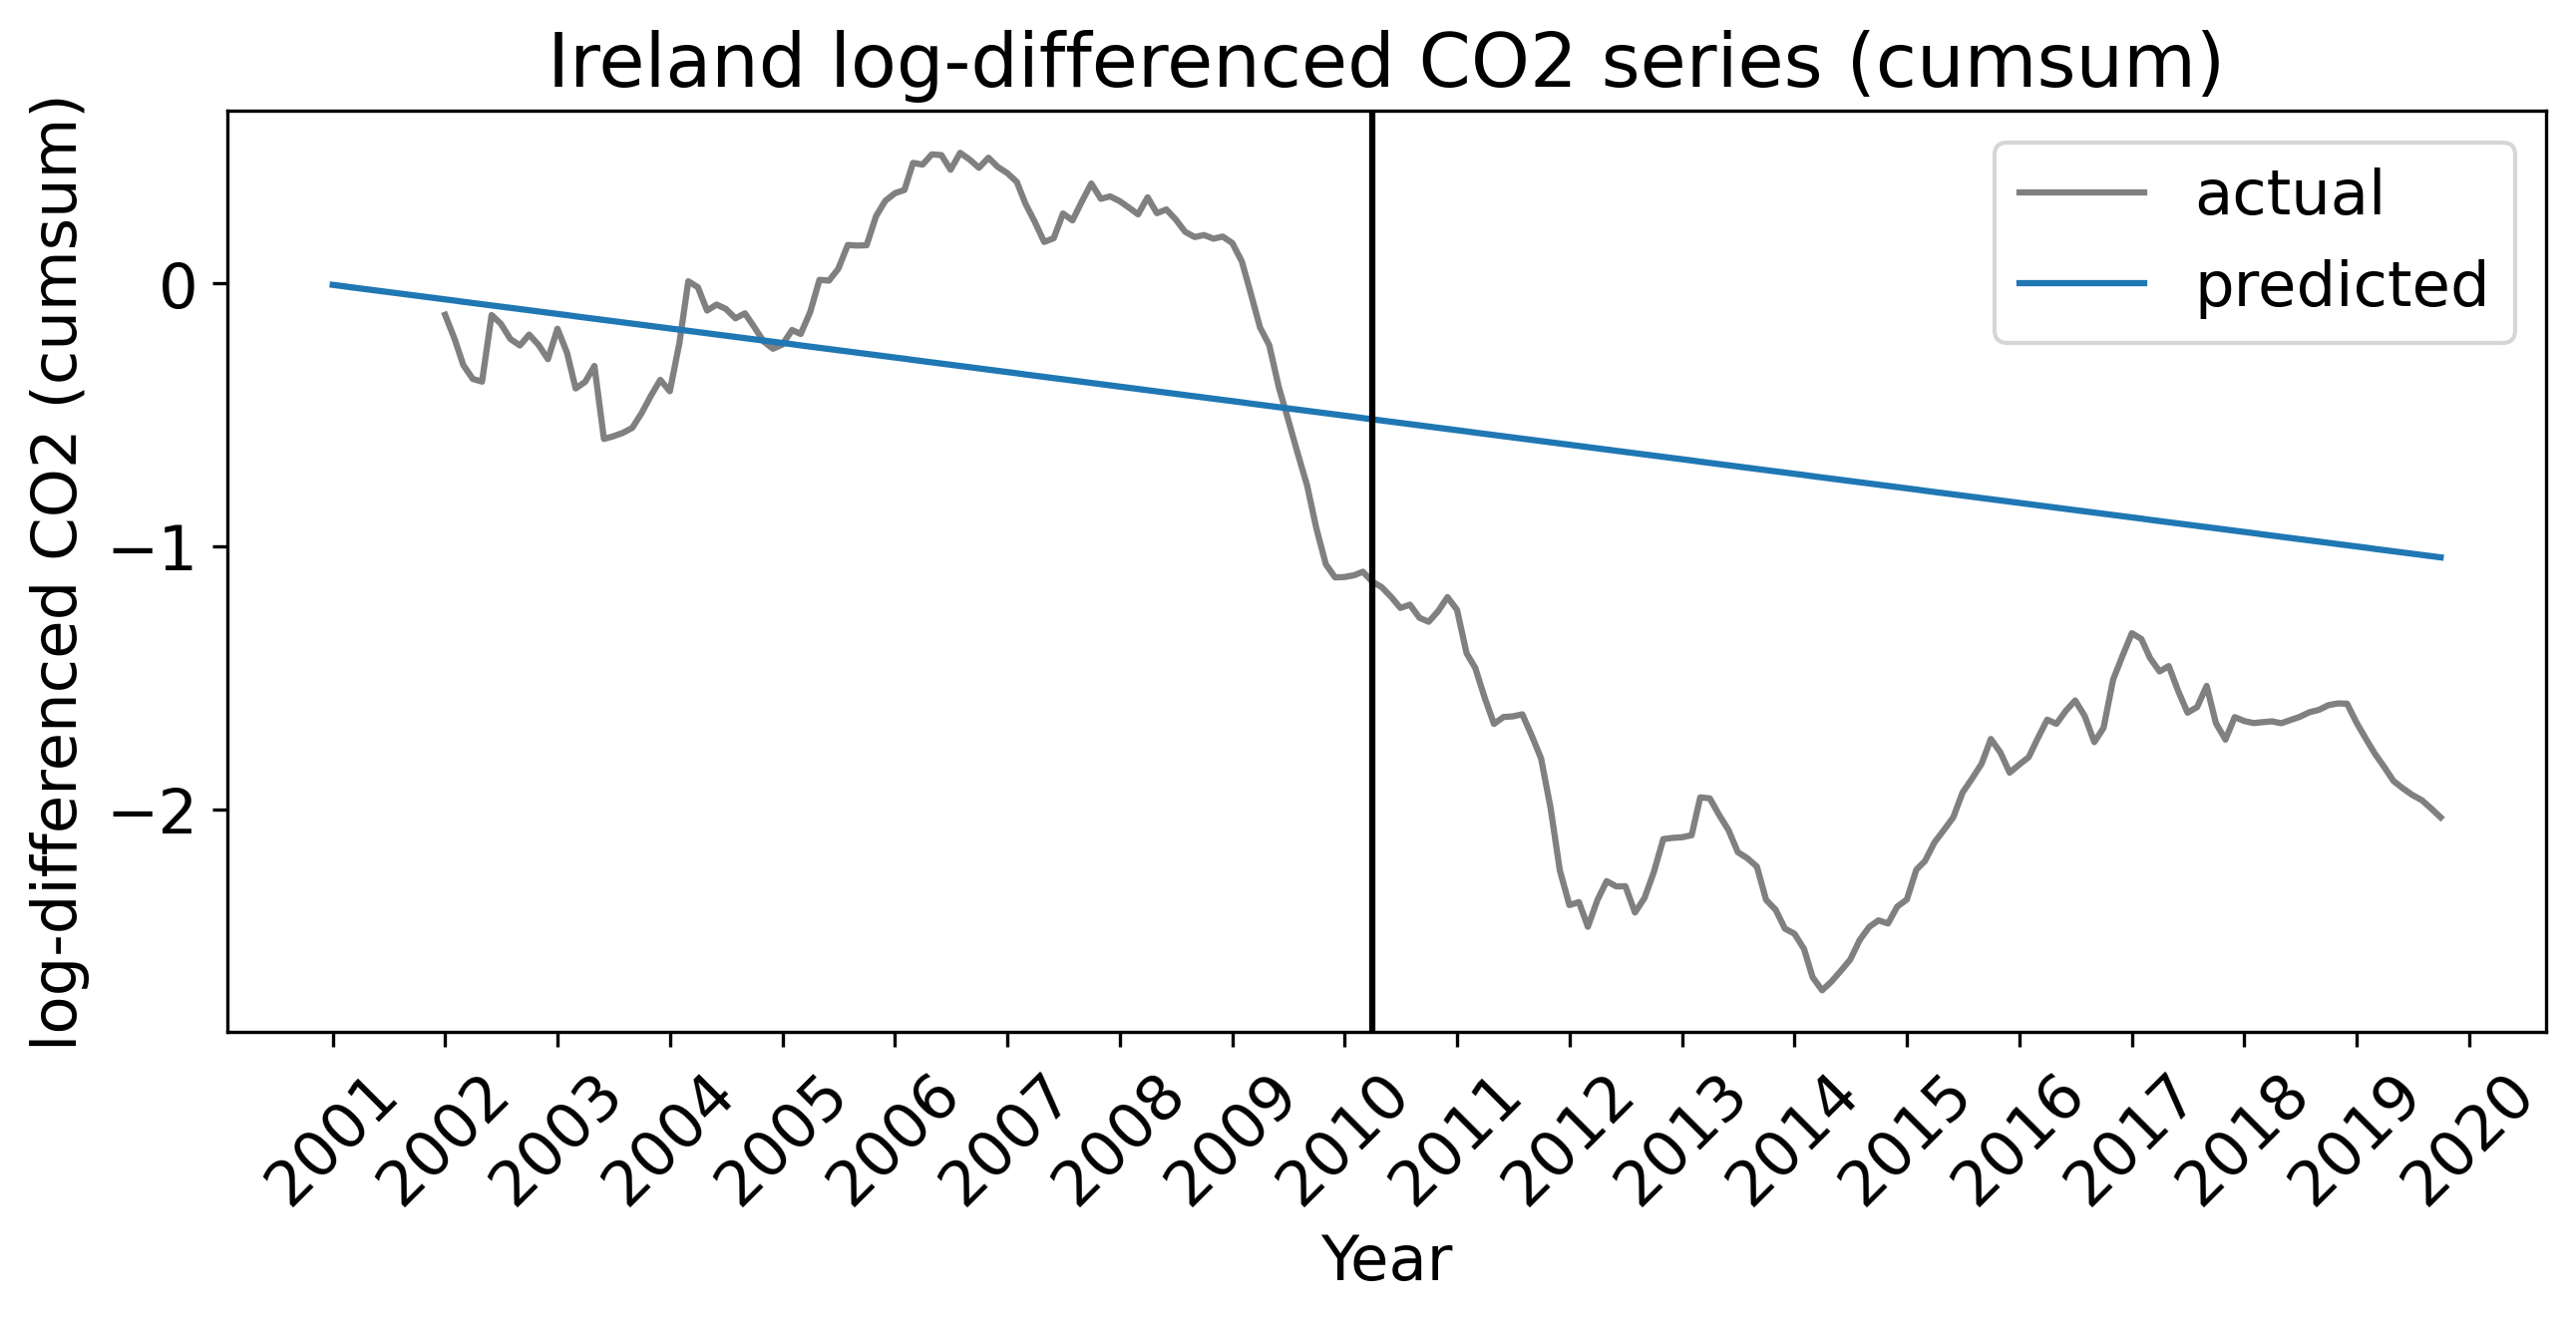 Ireland log-differenced CO2 series (cumsum)
log-differenced CO2 (cumsum)
0
−1
−2
actual
predicted
2001 2002 2003 2004 2005 2006 2007 2008 2009 2010 2011 2012 2013 2014 2015 2016 2017 2018 2019 2020
Year